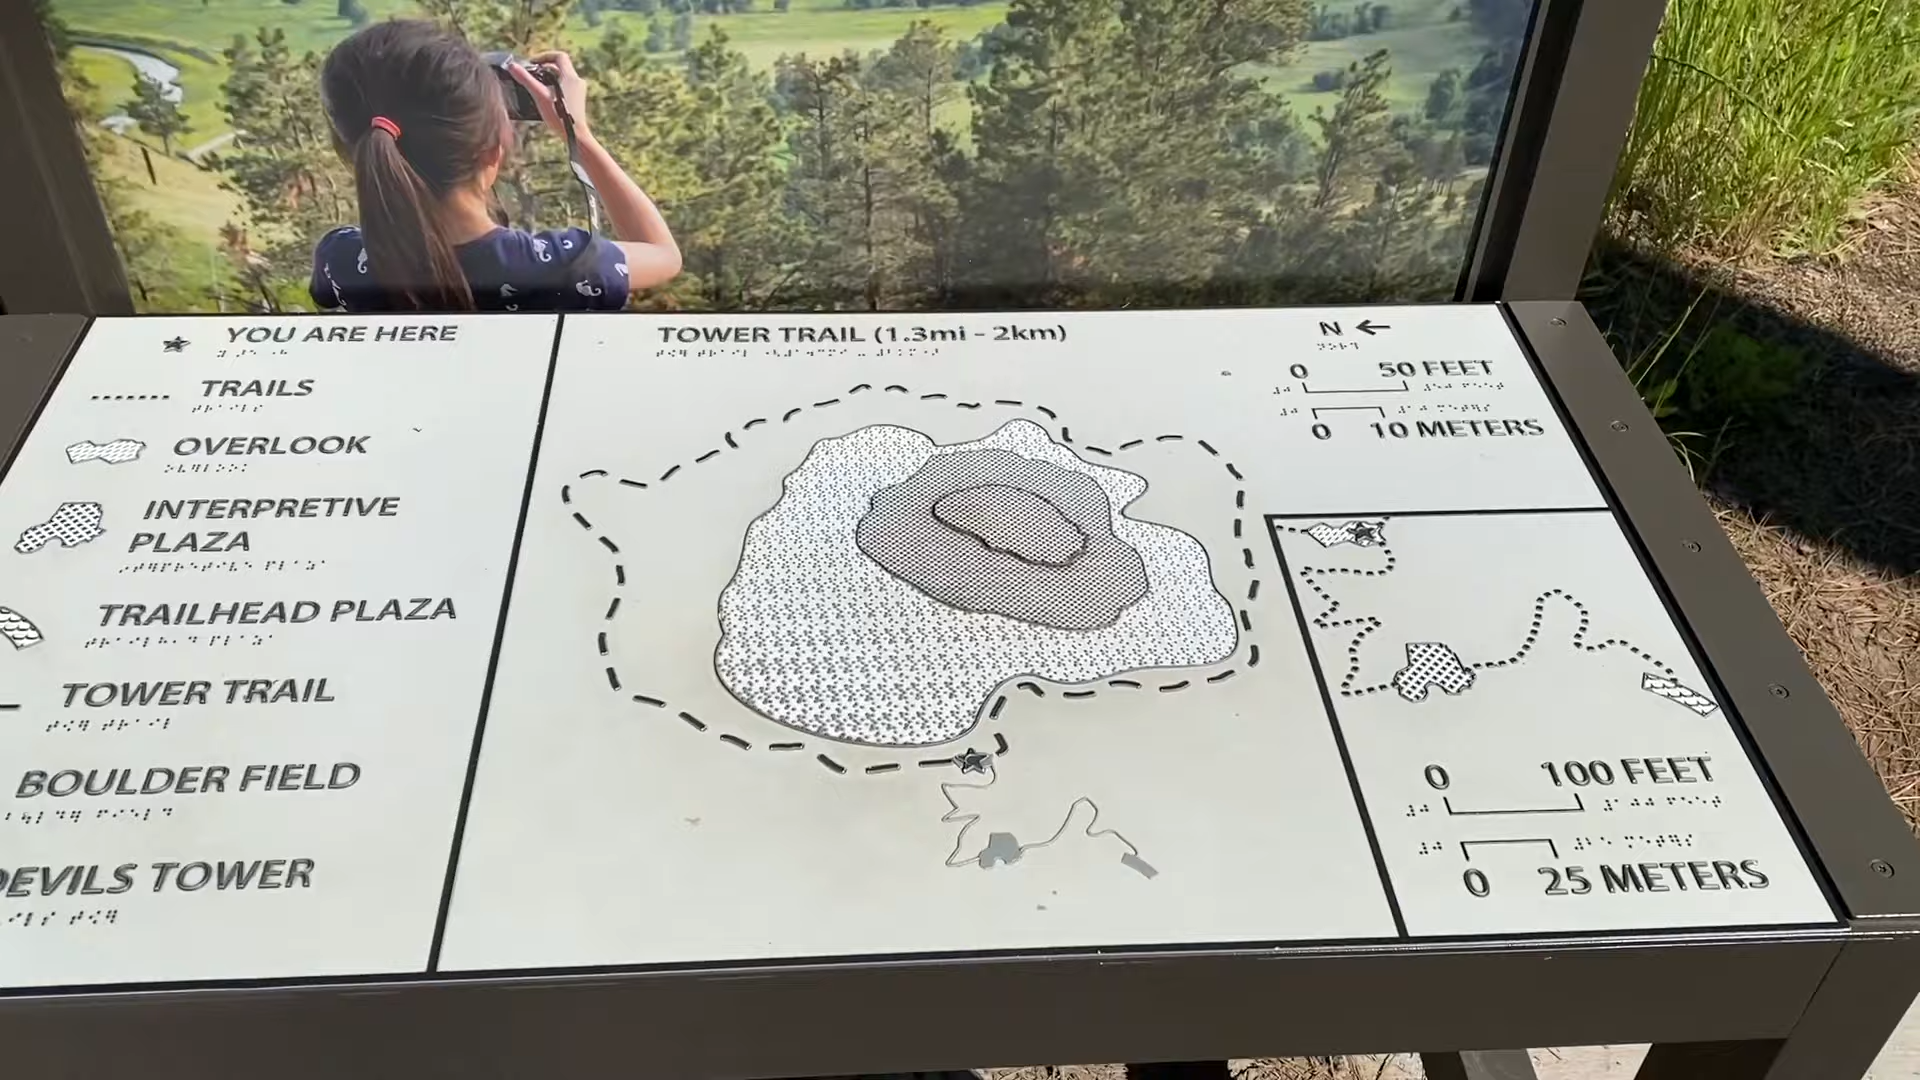 YOU ARE HERE
TRAILS
OVERLOOK
INTERPRETIVE
PLAZA
TRAILHEAD PLAZA
TOWER TRAIL
BOULDER FIELD
DEVILS TOWER
TOWER TRAIL (1.3mi - 2km)
N
0 50 FEET
0 10 METERS
0 100 FEET
0 25 METERS